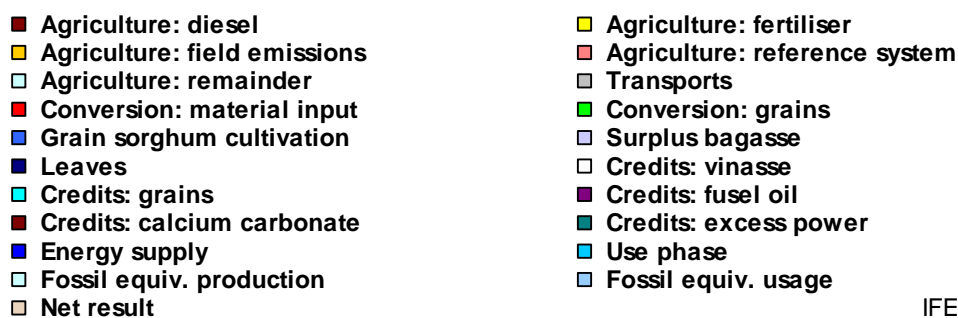 Agriculture: diesel
Agriculture: fertiliser
Agriculture: field emissions
Agriculture: reference system
Agriculture: remainder
Transports
Conversion: material input
Conversion: grains
Grain sorghum cultivation
Surplus bagasse
Leaves
Credits: vinasse
Credits: grains
Credits: fusel oil
Credits: calcium carbonate
Credits: excess power
Energy supply
Use phase
Fossil equiv. production
Fossil equiv. usage
Net result
IFE